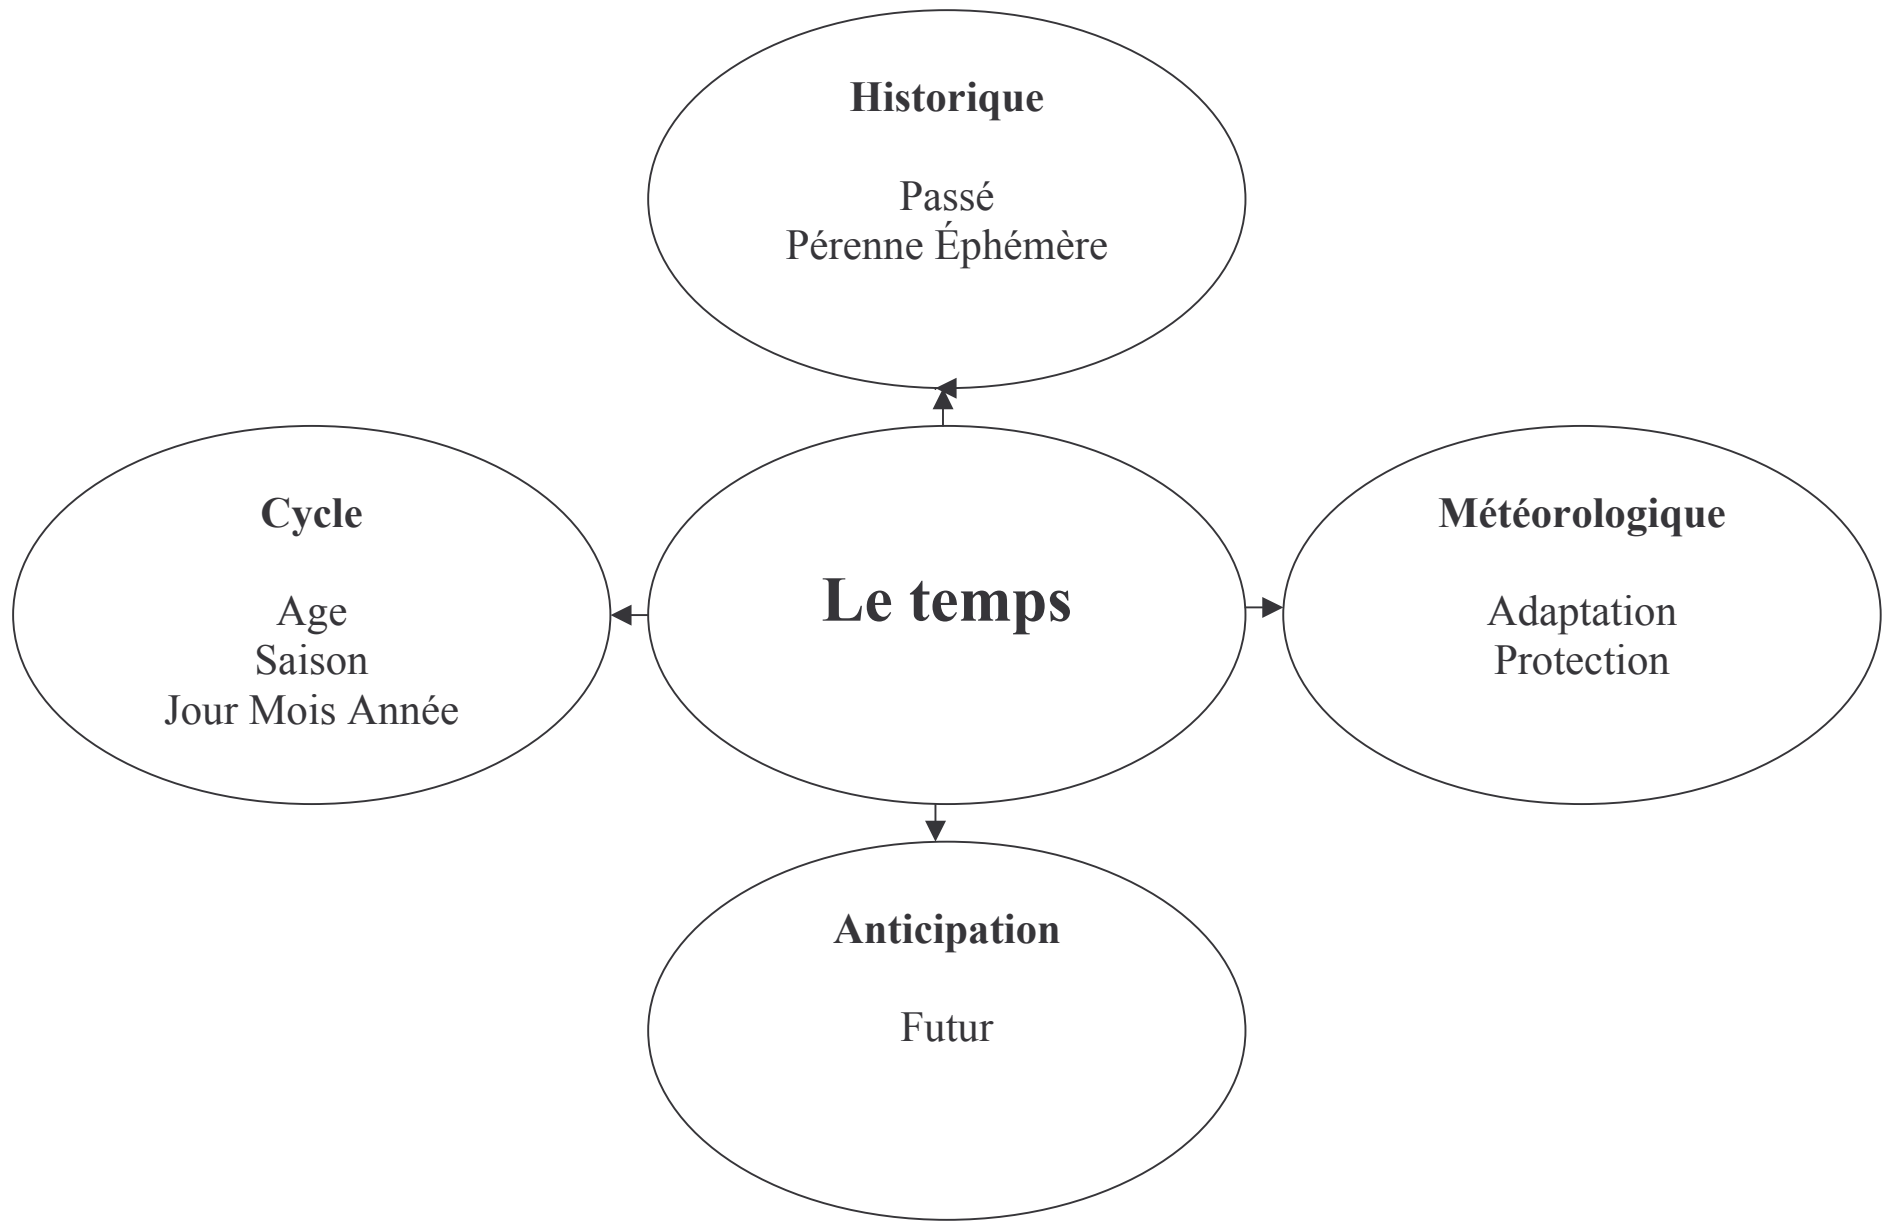 Historique
Passé
Pérenne Éphémère
Cycle
Age
Saison
Jour Mois Année
Le temps
Météorologique
Adaptation
Protection
Anticipation
Futur